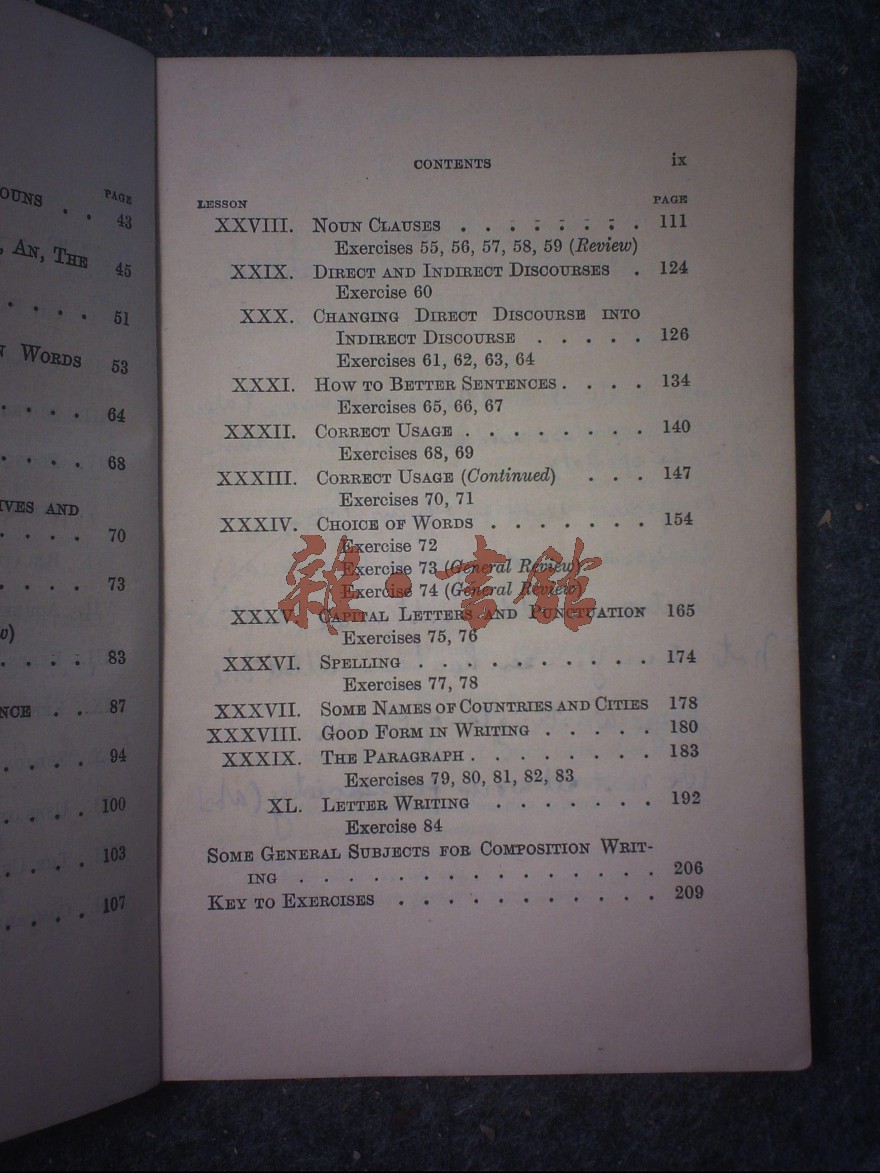 PAGE
43
, AN, THE
45
51
WORDS
53
64
68
AND
70
73
83
87
94
100
103
107
CONTENTS ix
LESSON PAGE
XXVIII. NOUN CLAUSES . . . . . . . . 111
Exercises 55, 56, 57, 58, 59 (Review)
XXIX. DIRECT AND INDIRECT DISCOURSES . 124
Exercise 60
XXX. CHANGING DIRECT DISCOURSE INTO
INDIRECT DISCOURSE . . . . . 126
Exercises 61, 62, 63, 64
XXXI. HOW TO BETTER SENTENCES . . . . 134
Exercises 65, 66, 67
XXXII. CORRECT USAGE . . . . . . . . 140
Exercises 68, 69
XXXIII. CORRECT USAGE (Continued) . . . 147
Exercises 70, 71
XXXIV. CHOICE OF WORDS . . . . . . . 154
Exercise 72
Exercise 73 (General Review)
Exercise 74 (General Review)
雜·書館
XXXV. CAPITAL LETTERS AND PUNCTUATION 165
Exercises 75, 76
XXXVI. SPELLING . . . . . . . . . . 174
Exercises 77, 78
XXXVII. SOME NAMES OF COUNTRIES AND CITIES 178
XXXVIII. GOOD FORM IN WRITING . . . . . 180
XXXIX. THE PARAGRAPH . . . . . . . . 183
Exercises 79, 80, 81, 82, 83
XL. LETTER WRITING . . . . . . . 192
Exercise 84
SOME GENERAL SUBJECTS FOR COMPOSITION WRIT-
ING . . . . . . . . . . . . . . . 206
KEY TO EXERCISES . . . . . . . . . . . 209